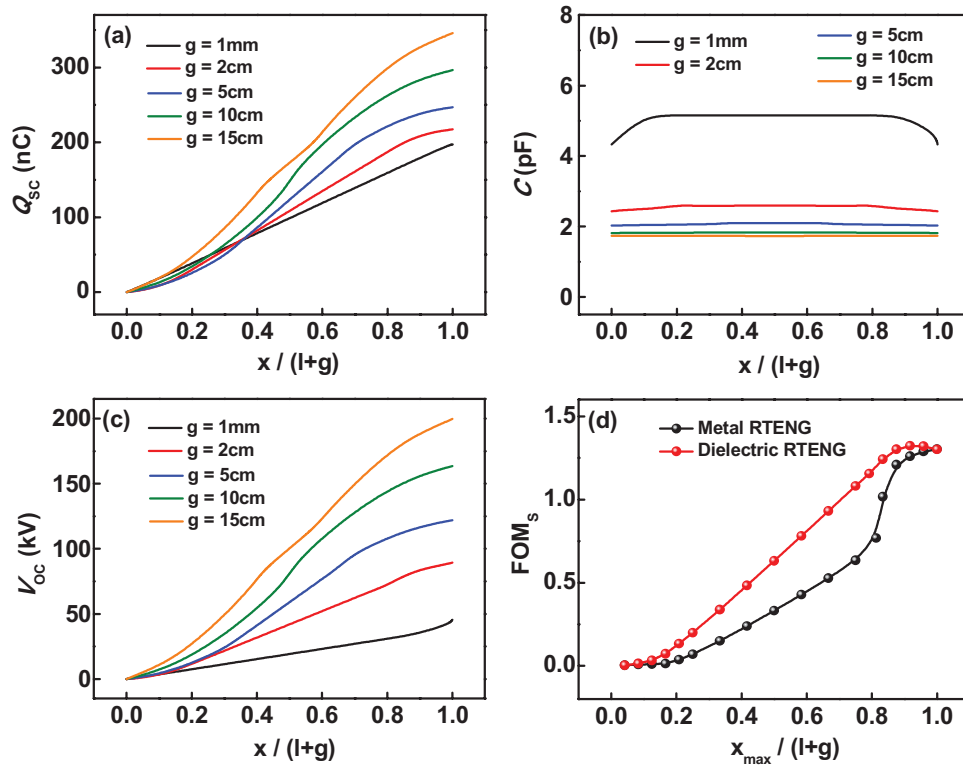 (a)
g = 1mm
g = 2cm
g = 5cm
g = 10cm
g = 15cm
300
200
100
0
Q_SC (nC)
0.0 0.2 0.4 0.6 0.8 1.0
x / (l+g)
(b)
g = 1mm
g = 2cm
g = 5cm
g = 10cm
g = 15cm
8
6
4
2
0
C (pF)
0.0 0.2 0.4 0.6 0.8 1.0
x / (l+g)
(c)
g = 1mm
g = 2cm
g = 5cm
g = 10cm
g = 15cm
200
150
100
50
0
V_OC (kV)
0.0 0.2 0.4 0.6 0.8 1.0
x / (l+g)
(d)
Metal RTENG
Dielectric RTENG
1.5
1.0
0.5
0.0
FOM_S
0.0 0.2 0.4 0.6 0.8 1.0
x_max / (l+g)